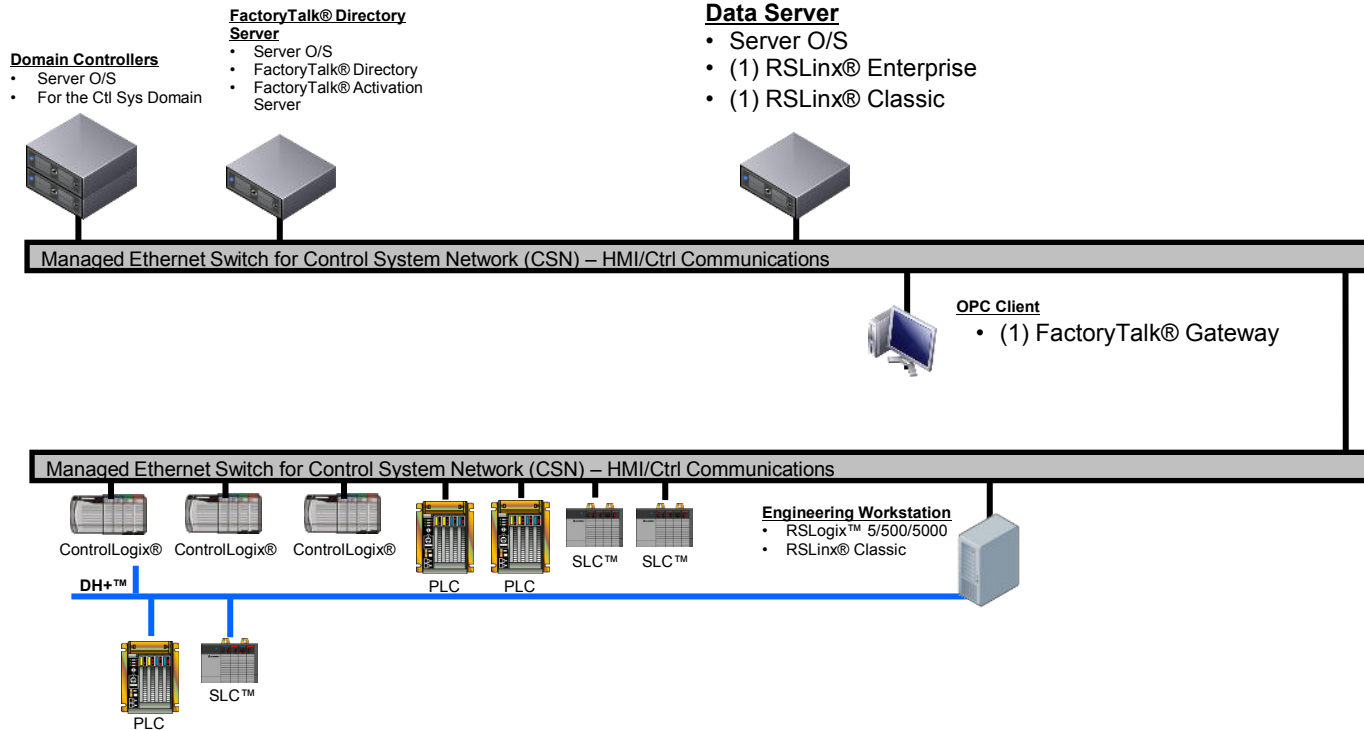 Domain Controllers
• Server O/S
• For the Ctl Sys Domain
FactoryTalk® Directory
Server
• Server O/S
• FactoryTalk® Directory
• FactoryTalk® Activation
Server
Data Server
• Server O/S
• (1) RSLinx® Enterprise
• (1) RSLinx® Classic
Managed Ethernet Switch for Control System Network (CSN) – HMI/Ctrl Communications
OPC Client
• (1) FactoryTalk® Gateway
Managed Ethernet Switch for Control System Network (CSN) – HMI/Ctrl Communications
ControlLogix®
ControlLogix®
ControlLogix®
PLC
PLC
SLC™
SLC™
Engineering Workstation
• RSLogix™ 5/500/5000
• RSLinx® Classic
DH+™
PLC
SLC™